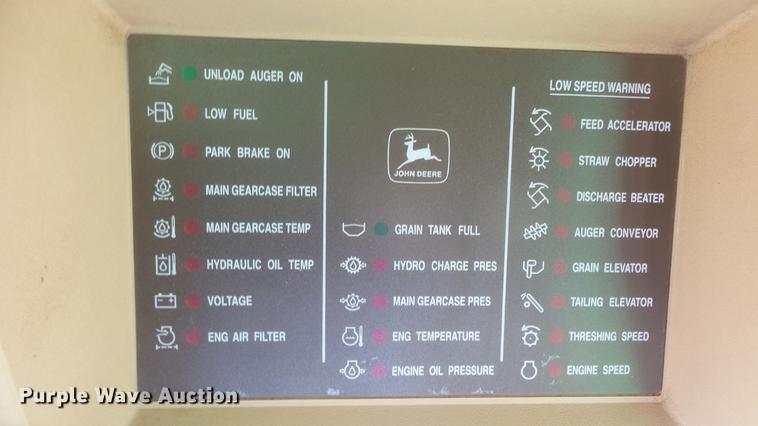 UNLOAD AUGER ON
LOW FUEL
PARK BRAKE ON
MAIN GEARCASE FILTER
MAIN GEARCASE TEMP
HYDRAULIC OIL TEMP
VOLTAGE
ENG AIR FILTER
JOHN DEERE
GRAIN TANK FULL
HYDRO CHARGE PRES
MAIN GEARCASE PRES
ENG TEMPERATURE
ENGINE OIL PRESSURE
LOW SPEED WARNING
FEED ACCELERATOR
STRAW CHOPPER
DISCHARGE BEATER
AUGER CONVEYOR
GRAIN ELEVATOR
TAILING ELEVATOR
THRESHING SPEED
ENGINE SPEED
Purple Wave Auction